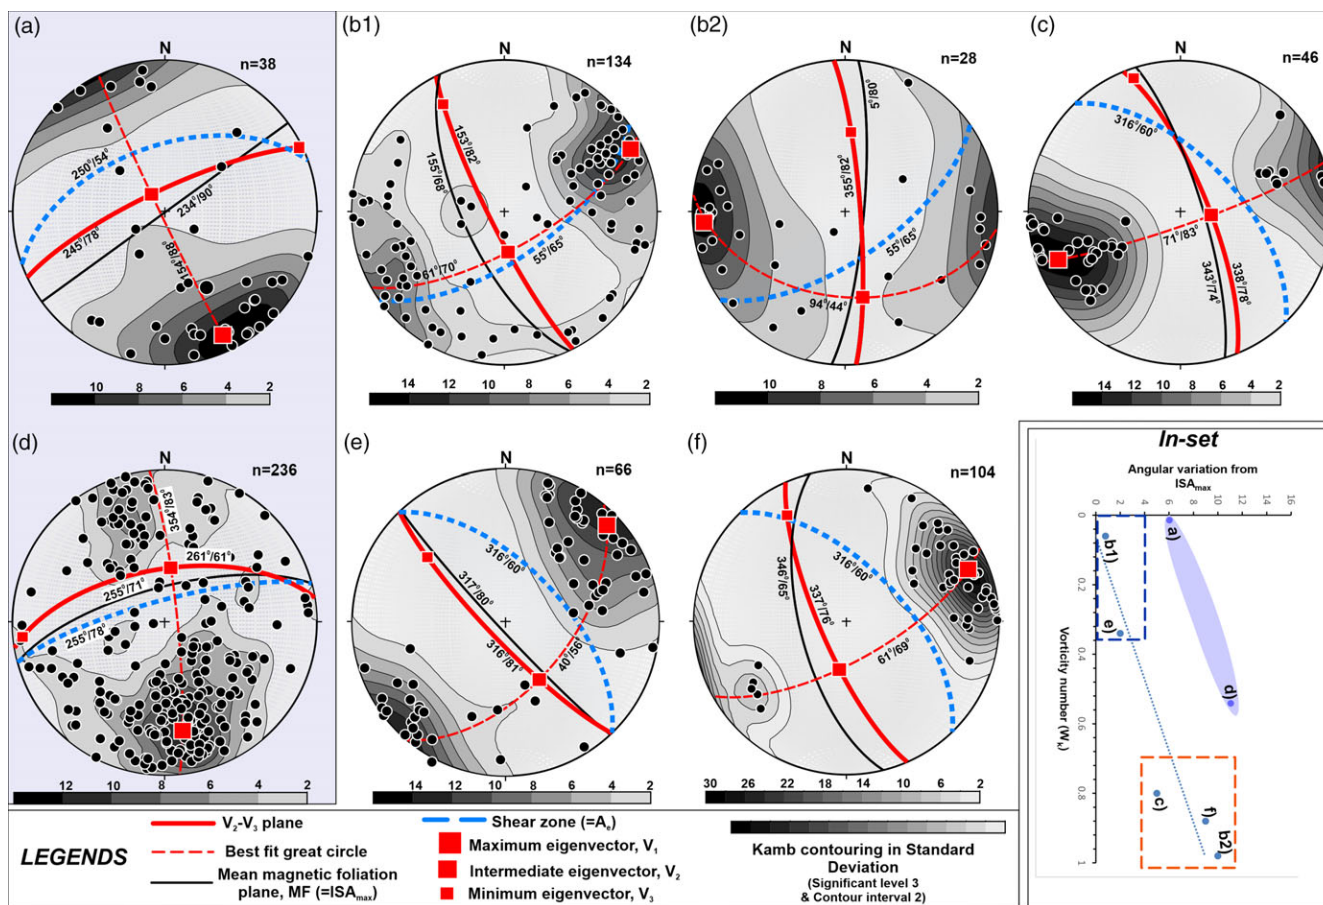 (a)
N
n=38
250°/54°
234°/90°
245°/78°
154°/88°
10 8 6 4 2
(b1)
N
n=134
153°/82°
155°/68°
55°/65°
61°/70°
14 12 10 8 6 4 2
(b2)
N
n=28
5°/80°
355°/82°
55°/65°
94°/44°
10 8 6 4 2
(c)
N
n=46
316°/60°
71°/83°
343°/74°
338°/78°
14 12 10 8 6 4 2
(d)
N
n=236
354°/83°
261°/61°
255°/71°
255°/78°
12 10 8 6 4 2
(e)
N
n=66
316°/60°
317°/80°
316°/81°
40°/56
12 10 8 6 4 2
(f)
N
n=104
316°/60°
346°/65°
337°/76°
61°/69°
30 26 22 18 14 10 6 2
In-set
Angular variation from
ISAmax
0 2 4 6 8 10 12 14 16
0
0.2
0.4
0.6
0.8
1
Vorticity number (Wk)
a)
b1)
e)
d)
c)
f)
b2)
LEGENDS
V2-V3 plane
Best fit great circle
Mean magnetic foliation
plane, MF (=ISAmax)
Shear zone (=Ae)
Maximum eigenvector, V1
Intermediate eigenvector, V2
Minimum eigenvector, V3
Kamb contouring in Standard
Deviation
(Significant level 3
& Contour interval 2)